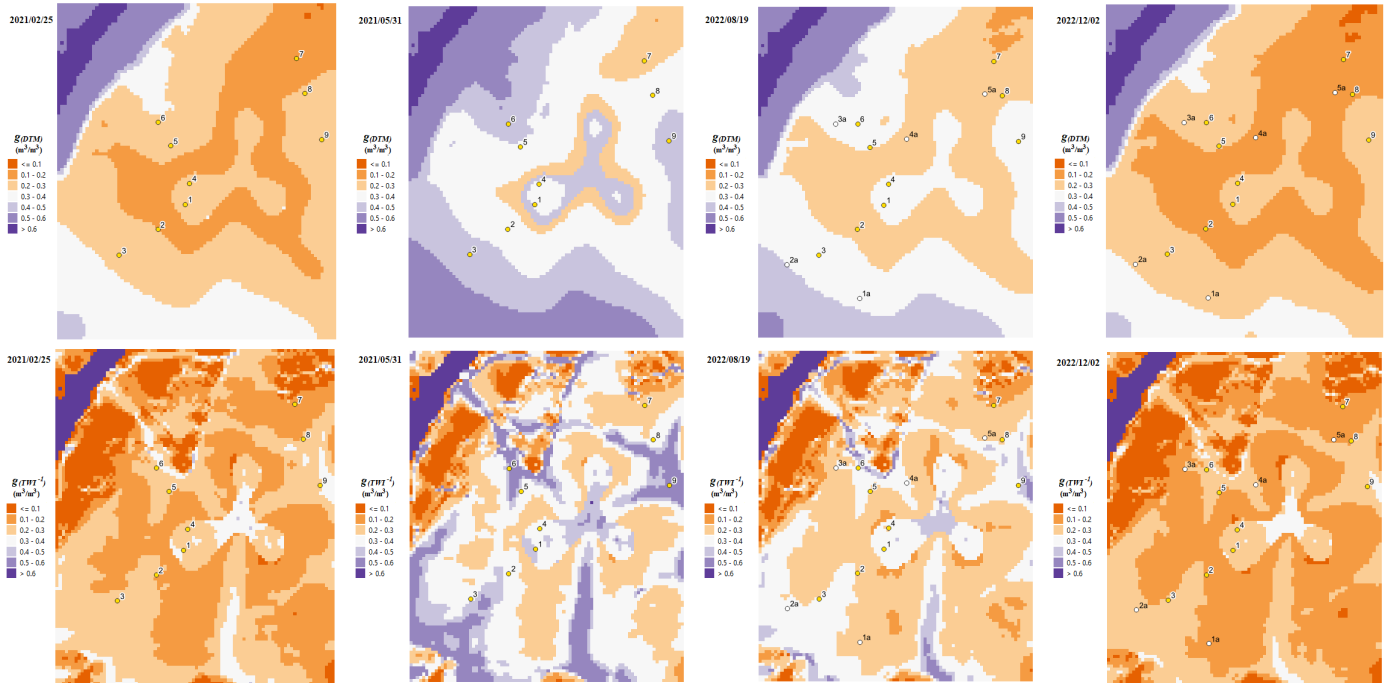 2021/02/25
g(DTM)
(m³/m³)
<= 0.1
0.1 - 0.2
0.2 - 0.3
0.3 - 0.4
0.4 - 0.5
0.5 - 0.6
> 0.6
7
8
9
6
5
4
1
2
3
2021/05/31
g(DTM)
(m³/m³)
<= 0.1
0.1 - 0.2
0.2 - 0.3
0.3 - 0.4
0.4 - 0.5
0.5 - 0.6
> 0.6
7
8
9
6
5
4
1
2
3
2022/08/19
g(DTM)
(m³/m³)
<= 0.1
0.1 - 0.2
0.2 - 0.3
0.3 - 0.4
0.4 - 0.5
0.5 - 0.6
> 0.6
7
5a
8
3a
6
4a
9
5
4
1
2
3
2a
1a
2022/12/02
g(DTM)
(m³/m³)
<= 0.1
0.1 - 0.2
0.2 - 0.3
0.3 - 0.4
0.4 - 0.5
0.5 - 0.6
> 0.6
7
5a
8
3a
6
4a
9
5
4
1
2
3
2a
1a
2021/02/25
g(TWT⁻¹)
(m³/m³)
<= 0.1
0.1 - 0.2
0.2 - 0.3
0.3 - 0.4
0.4 - 0.5
0.5 - 0.6
> 0.6
7
8
6
9
5
4
1
2
3
2021/05/31
g(TWT⁻¹)
(m³/m³)
<= 0.1
0.1 - 0.2
0.2 - 0.3
0.3 - 0.4
0.4 - 0.5
0.5 - 0.6
> 0.6
7
8
6
9
5
4
1
2
3
2022/08/19
g(TWT⁻¹)
(m³/m³)
<= 0.1
0.1 - 0.2
0.2 - 0.3
0.3 - 0.4
0.4 - 0.5
0.5 - 0.6
> 0.6
7
5a
8
3a
6
4a
9
5
4
1
2
3
2a
1a
2022/12/02
g(TWT⁻¹)
(m³/m³)
<= 0.1
0.1 - 0.2
0.2 - 0.3
0.3 - 0.4
0.4 - 0.5
0.5 - 0.6
> 0.6
7
5a
8
3a
6
4a
9
5
4
1
2
3
2a
1a